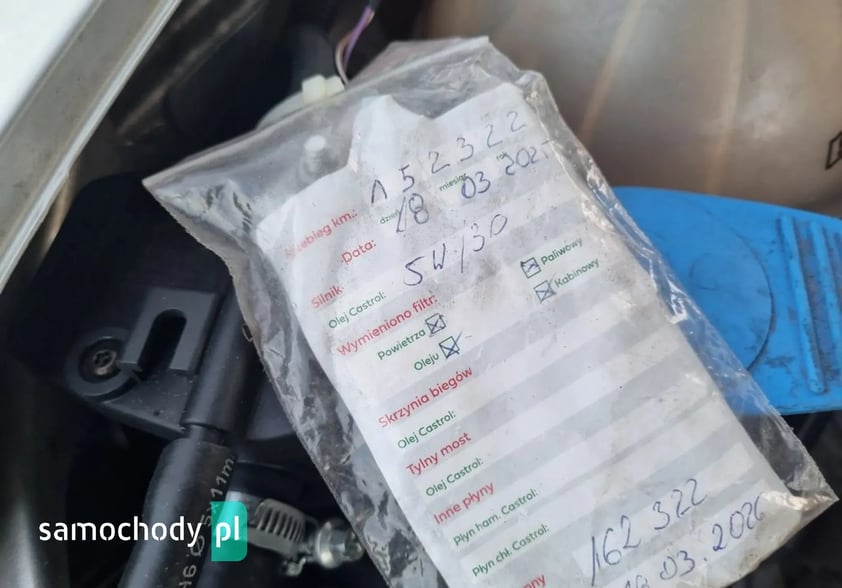 Przebieg km.: 152322
dzień miesiąc rok
Data: 18 03 2025
Silnik
Olej Castrol: 5W/30
Wymieniono filtr:
Powietrza Paliwowy
Oleju Kabinowy
Skrzynia biegów
Olej Castrol:
Tylny most
Olej Castrol:
Inne płyny
Płyn ham. Castrol:
Płyn chł. Castrol:
162 322
03.2026
samochody pl